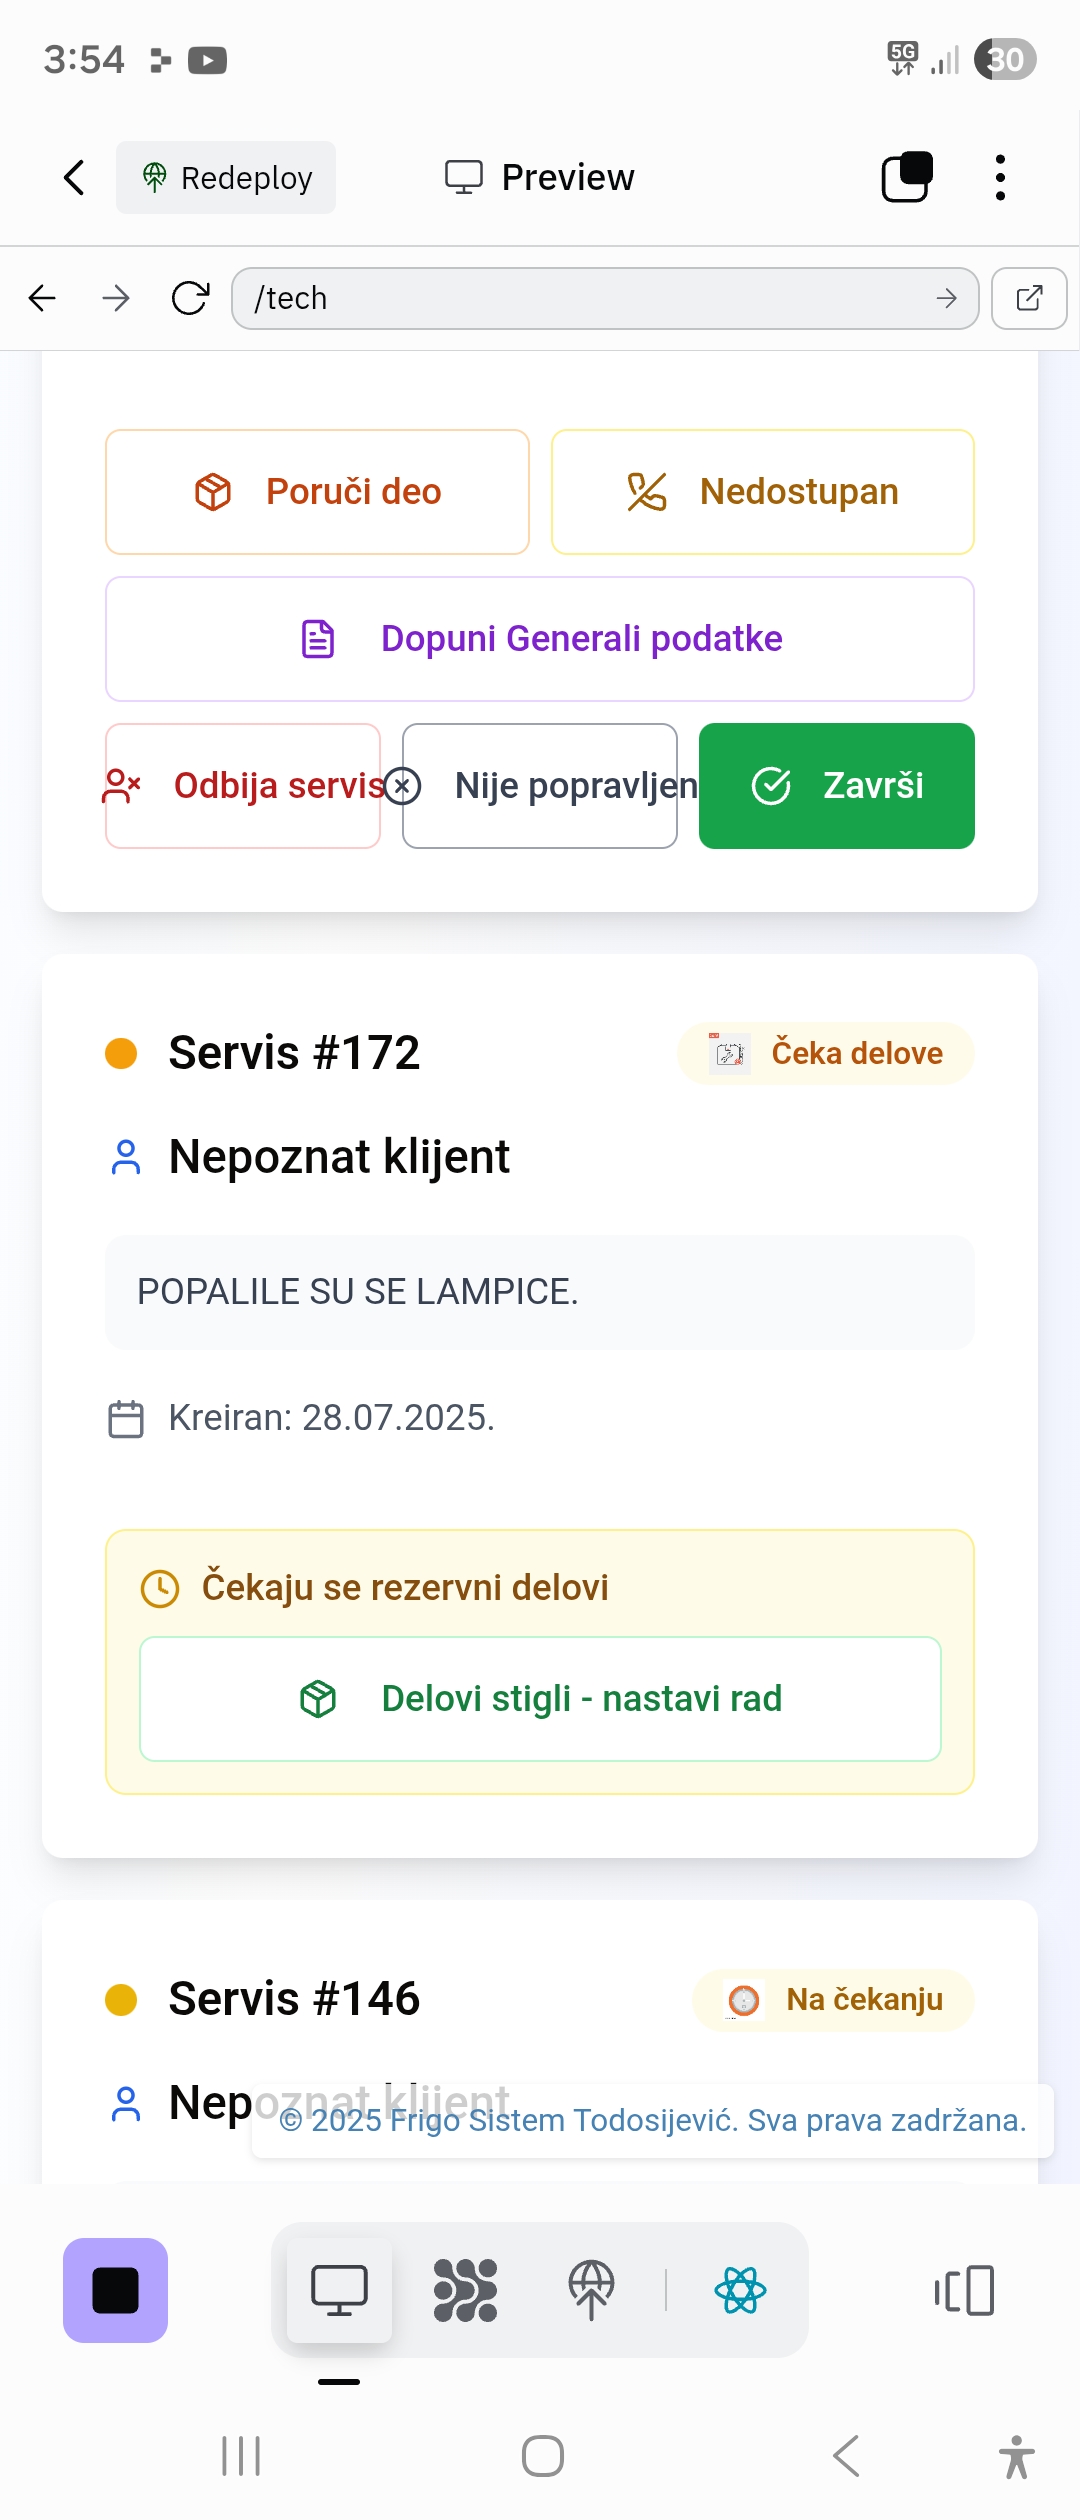 3:54
5G
30
Redeploy
Preview
/tech
Poruči deo
Nedostupan
Dopuni Generali podatke
Odbija servis
Nije popravljen
Završi
Servis #172
Čeka delove
Nepoznat klijent
POPALILE SU SE LAMPICE.
Kreiran: 28.07.2025.
Čekaju se rezervni delovi
Delovi stigli - nastavi rad
Servis #146
Na čekanju
Nepoznat klijent
© 2025 Frigo Sistem Todosijević. Sva prava zadržana.